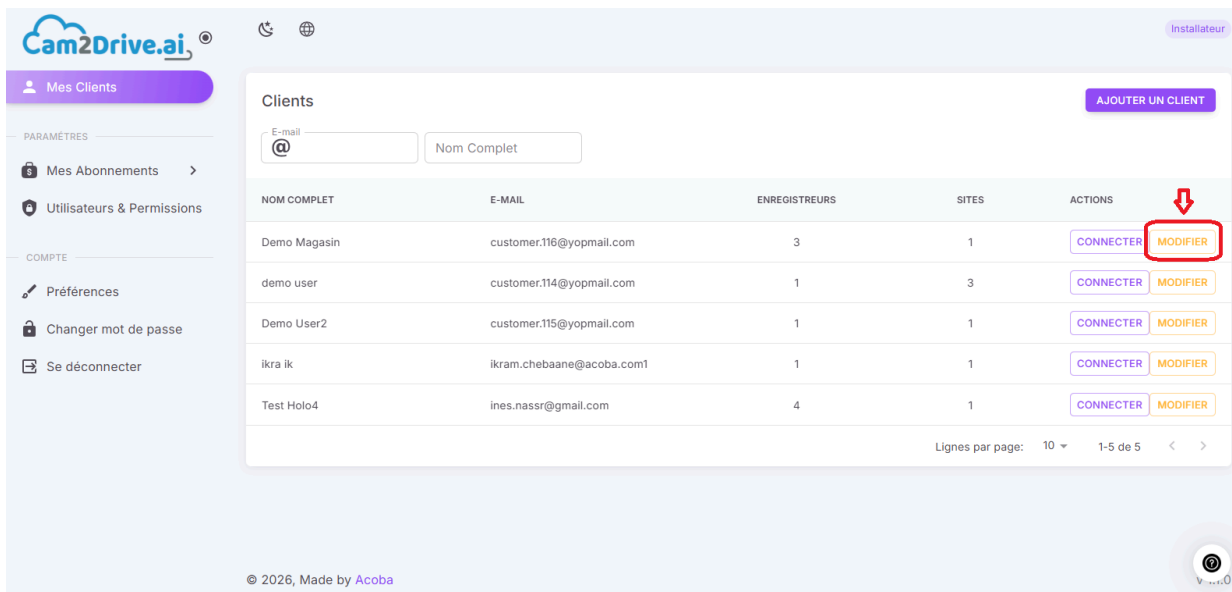 Cam2Drive.ai
Installateur
Mes Clients
PARAMÉTRES
Mes Abonnements
Utilisateurs & Permissions
COMPTE
Préférences
Changer mot de passe
Se déconnecter
Clients
AJOUTER UN CLIENT
E-mail
@
Nom Complet
NOM COMPLET E-MAIL ENREGISTREURS SITES ACTIONS
Demo Magasin customer.116@yopmail.com 3 1 CONNECTER MODIFIER
demo user customer.114@yopmail.com 1 3 CONNECTER MODIFIER
Demo User2 customer.115@yopmail.com 1 1 CONNECTER MODIFIER
ikra ik ikram.chebaane@acoba.com1 1 1 CONNECTER MODIFIER
Test Holo4 ines.nassr@gmail.com 4 1 CONNECTER MODIFIER
Lignes par page: 10 1-5 de 5
© 2026, Made by Acoba